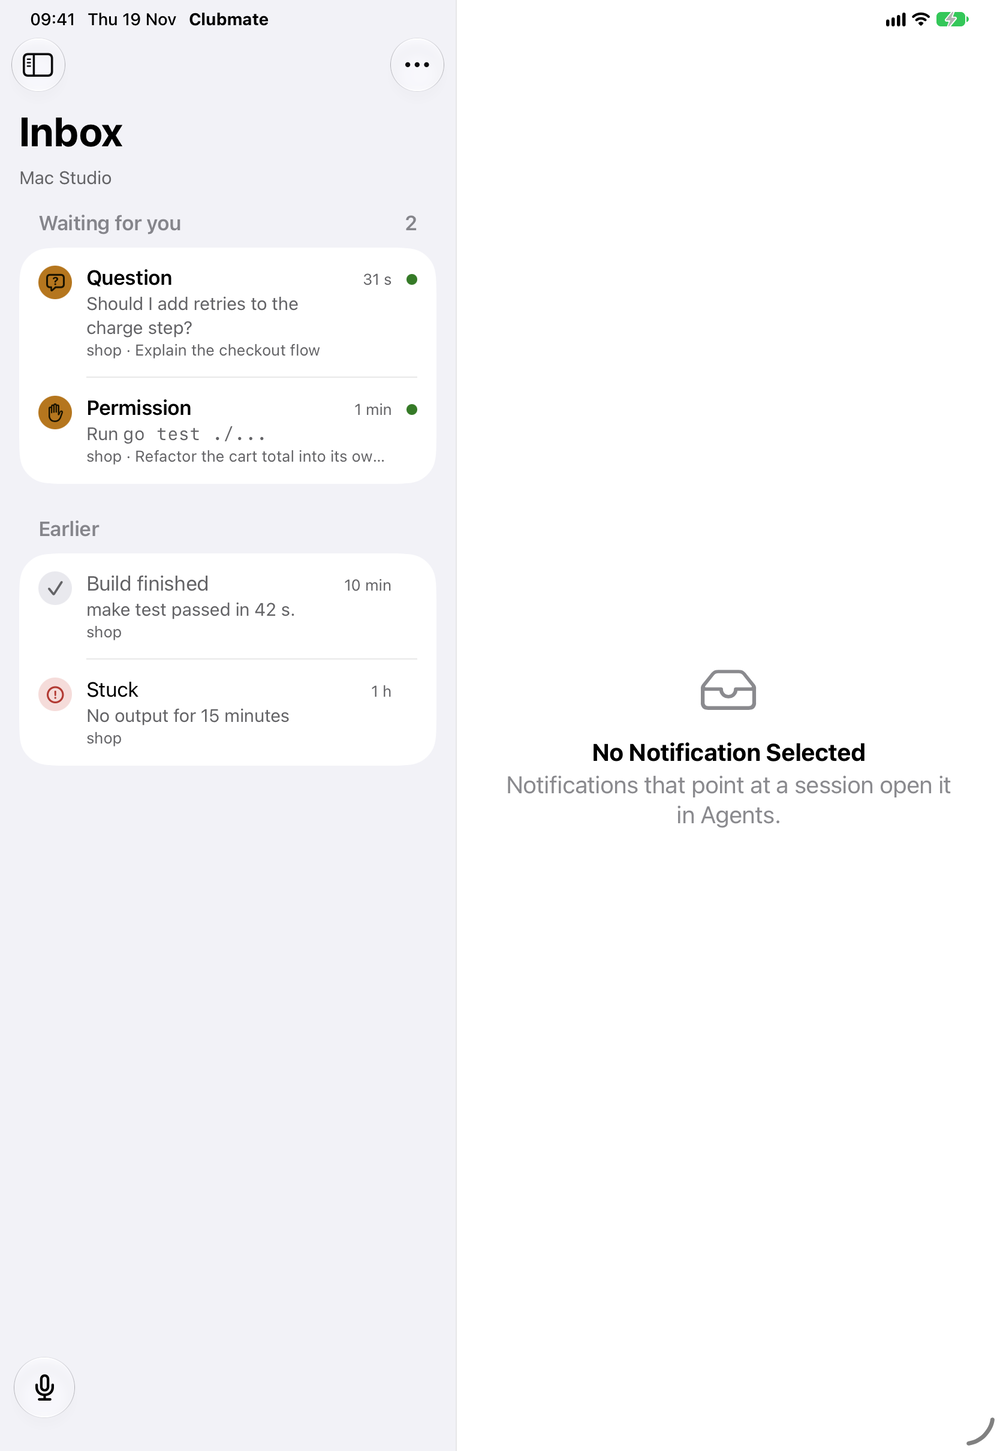 09:41 Thu 19 Nov Clubmate
Inbox
Mac Studio
Waiting for you 2
Question 31 s
Should I add retries to the
charge step?
shop · Explain the checkout flow
Permission 1 min
Run go test ./...
shop · Refactor the cart total into its ow...
Earlier
Build finished 10 min
make test passed in 42 s.
shop
Stuck 1 h
No output for 15 minutes
shop
No Notification Selected
Notifications that point at a session open it
in Agents.